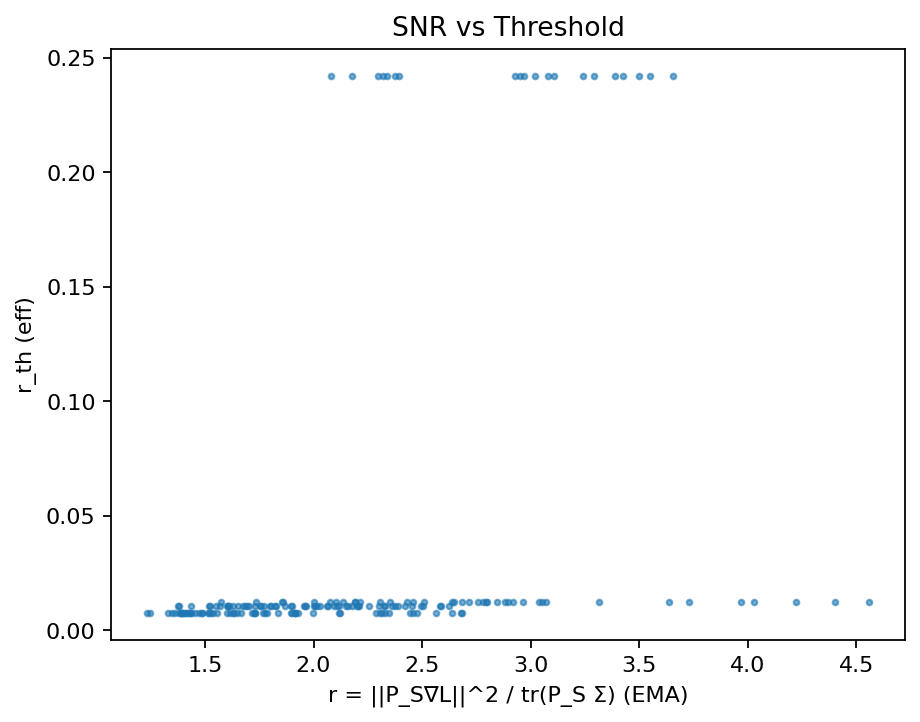 SNR vs Threshold
0.25
0.20
0.15
0.10
0.05
0.00
r_th (eff)
1.5 2.0 2.5 3.0 3.5 4.0 4.5
r = ||P_S∇L||^2 / tr(P_S Σ) (EMA)